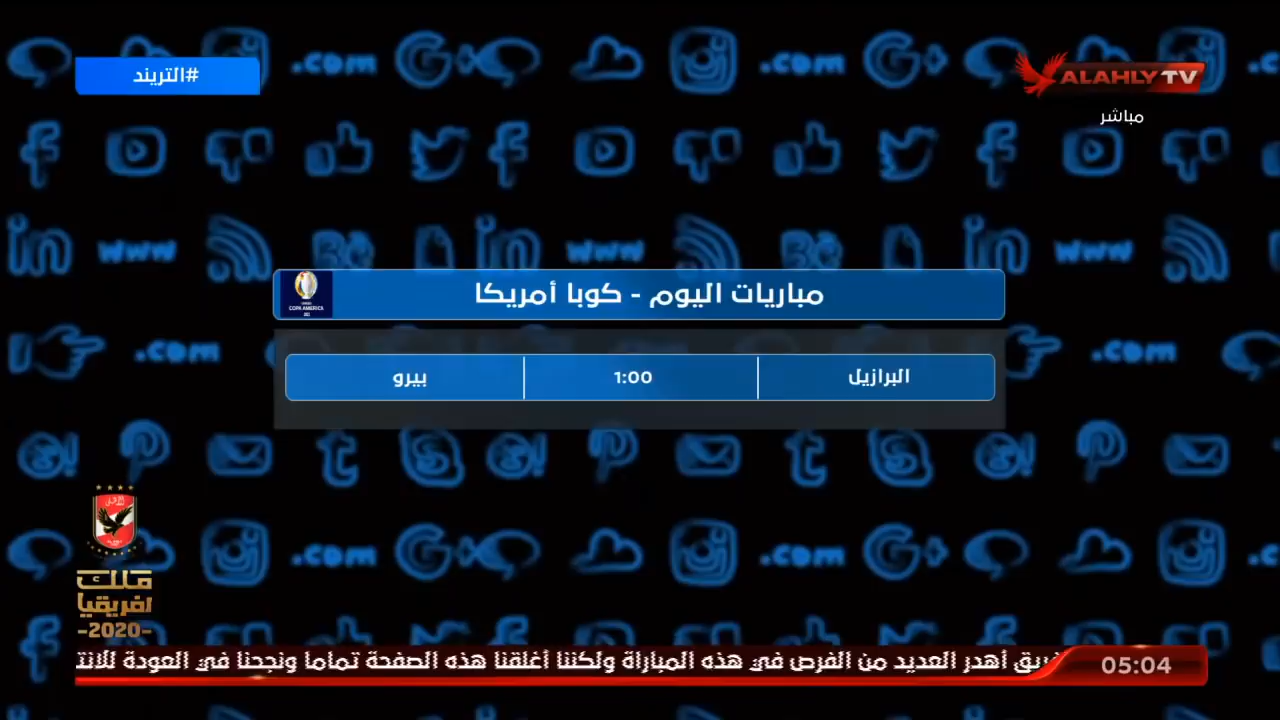 #التريند
ALAHLY TV
مباشر
مباريات اليوم - كوبا أمريكا
COPA AMERICA
البرازيل
1:00
بيرو
ملك
افريقيا
-2020-
فريق أهدر العديد من الفرص في هذه المباراة ولكننا أغلقنا هذه الصفحة تماما ونجحنا في العودة للانت
05:04